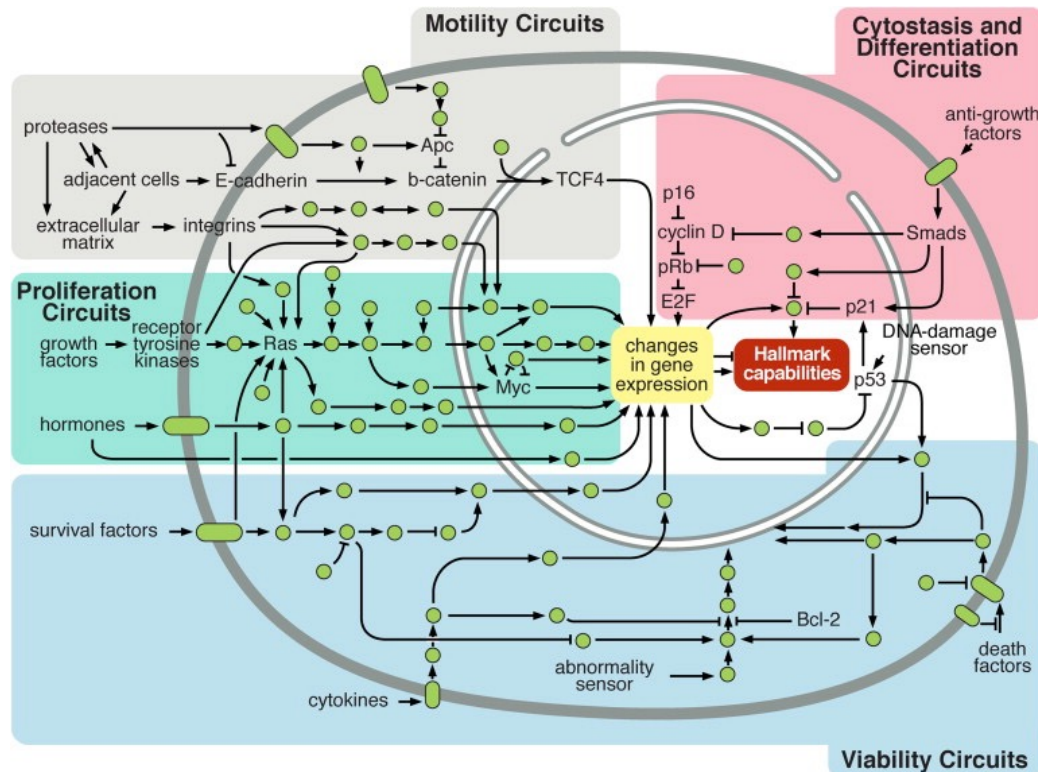 Motility Circuits
Cytostasis and
Differentiation
Circuits
proteases
Apc
anti-growth
factors
adjacent cells
E-cadherin
b-catenin
TCF4
p16
extracellular
matrix
integrins
cyclin D
Smads
pRb
E2F
Proliferation
Circuits
p21
DNA-damage
sensor
growth
factors
receptor
tyrosine
kinases
Ras
changes
in gene
expression
Hallmark
capabilities
p53
Myc
hormones
survival factors
Bcl-2
abnormality
sensor
death
factors
cytokines
Viability Circuits